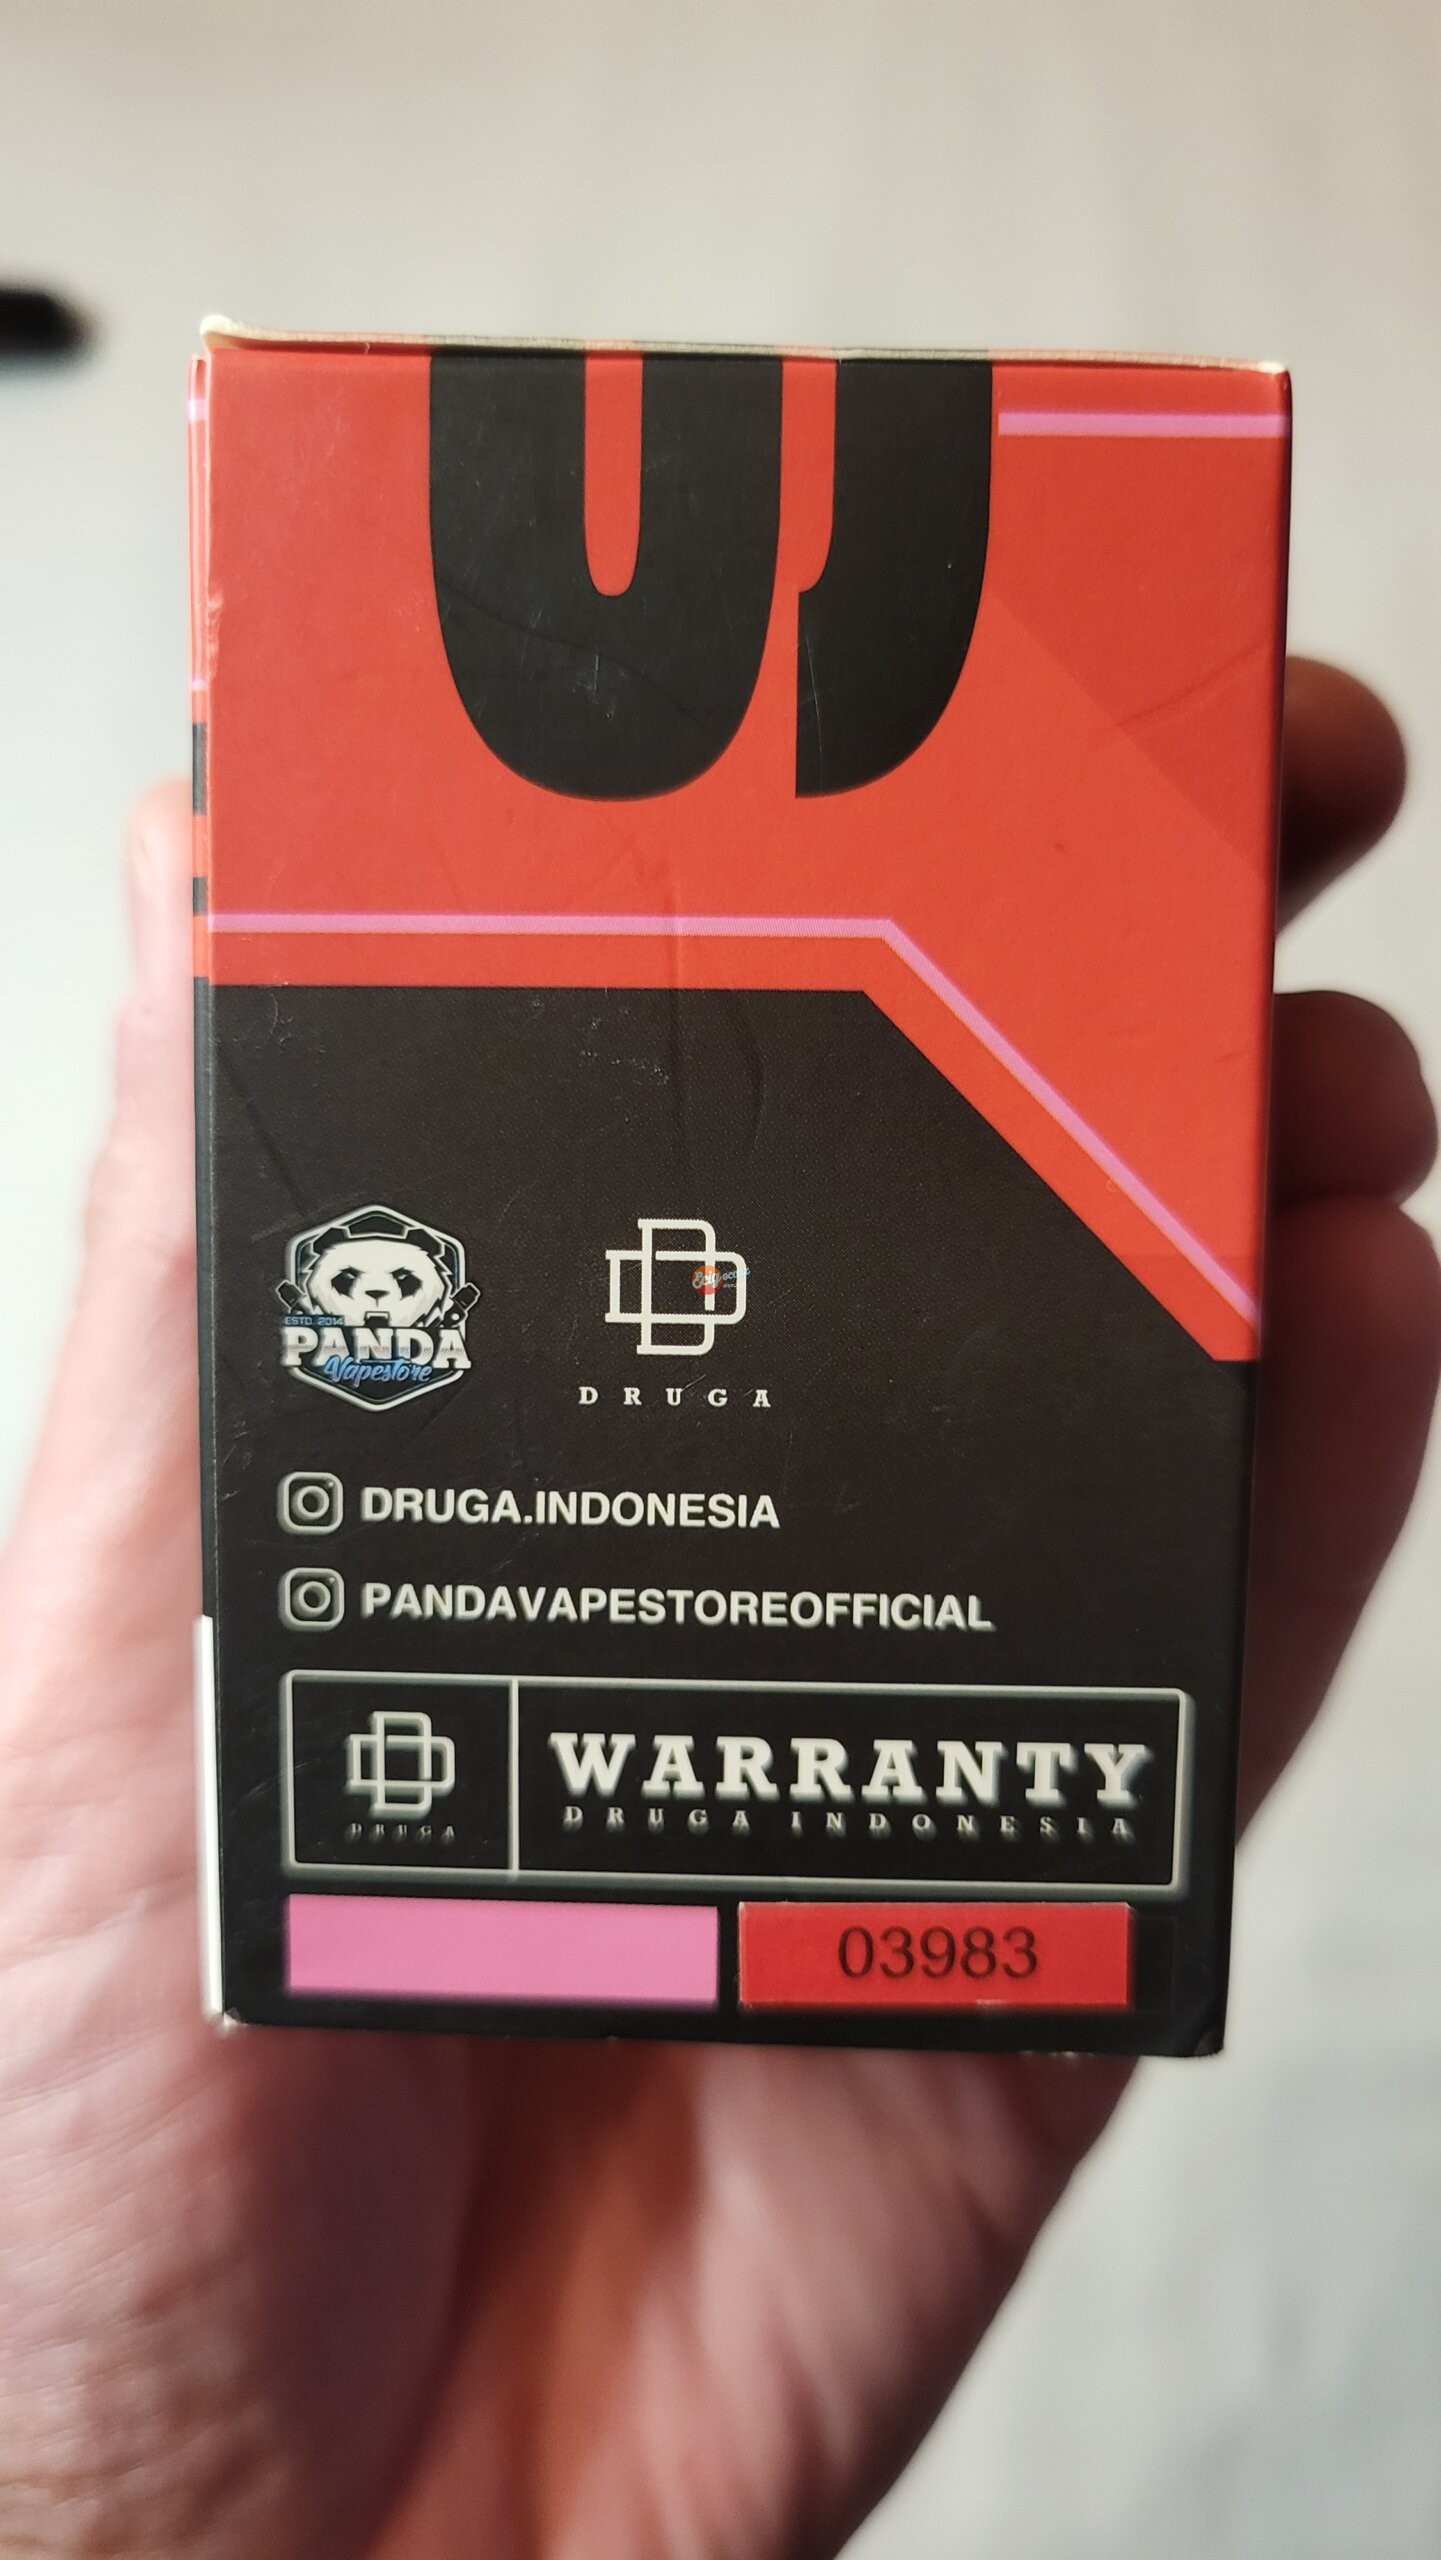 ESTD. 2014
PANDA
Vapestore
DRUGA
DRUGA.INDONESIA
PANDAVAPESTOREOFFICIAL
DRUGA
WARRANTY
DRUGA INDONESIA
03983